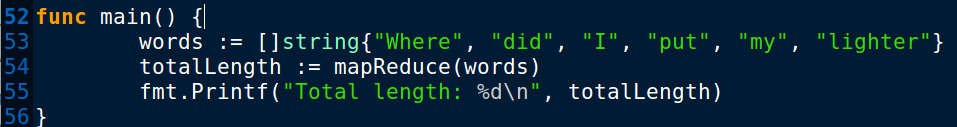 52 func main() {
53         words := []string{"Where", "did", "I", "put", "my", "lighter"}
54         totalLength := mapReduce(words)
55         fmt.Printf("Total length: %d\n", totalLength)
56 }